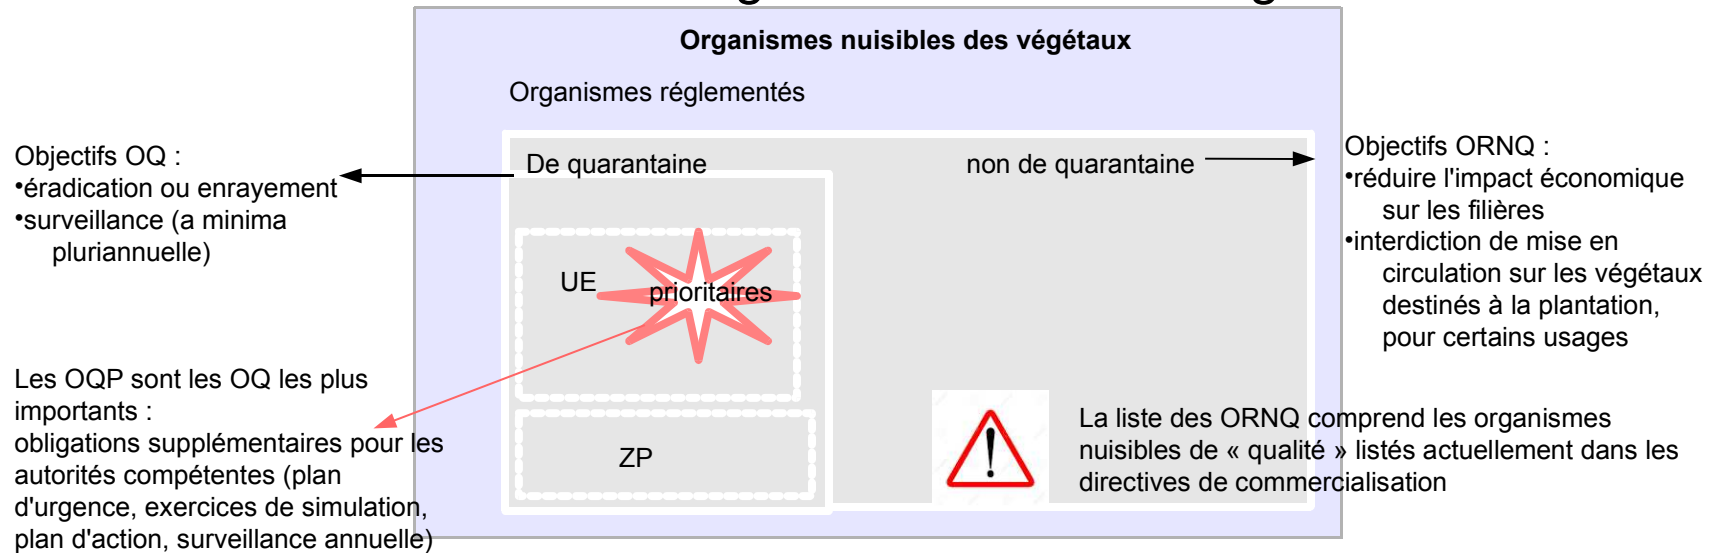 Organismes nuisibles des végétaux
Organismes réglementés
De quarantaine
non de quarantaine
UE
prioritaires
ZP
Objectifs OQ :
•éradication ou enrayement
•surveillance (a minima
pluriannuelle)
Les OQP sont les OQ les plus
importants :
obligations supplémentaires pour les
autorités compétentes (plan
d'urgence, exercices de simulation,
plan d'action, surveillance annuelle)
Objectifs ORNQ :
•réduire l'impact économique
sur les filières
•interdiction de mise en
circulation sur les végétaux
destinés à la plantation,
pour certains usages
La liste des ORNQ comprend les organismes
nuisibles de « qualité » listés actuellement dans les
directives de commercialisation